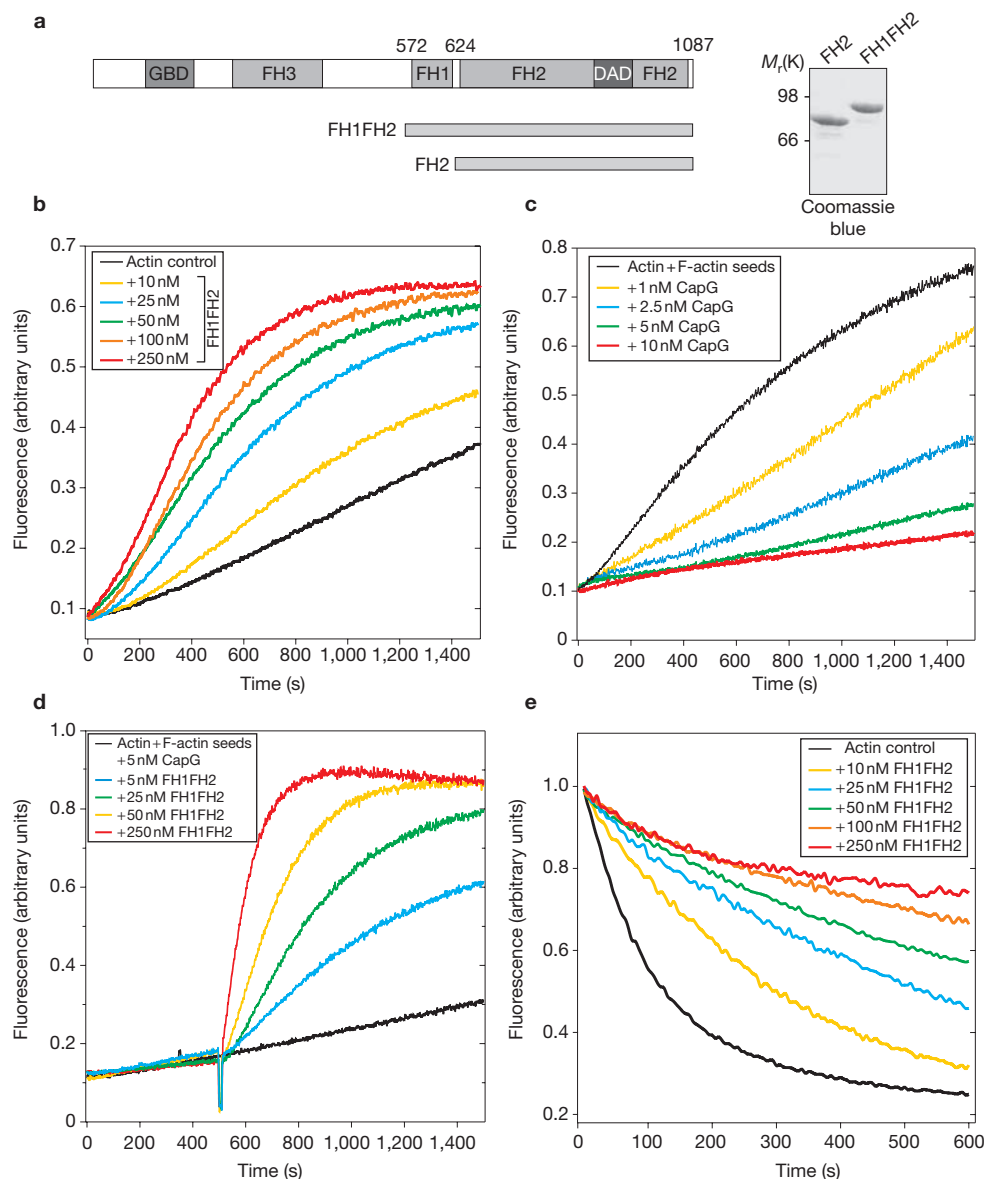 a
572 624 1087
GBD FH3 FH1 FH2 DAD FH2
FH1FH2
FH2
Mr(K) FH2 FH1FH2
98
66
Coomassie
blue
b
0.7
0.6
0.5
0.4
0.3
0.2
0.1
Fluorescence (arbitrary units)
Actin control
+10 nM
+25 nM
+50 nM
+100 nM
+250 nM
FH1FH2
0 200 400 600 800 1,000 1,200 1,400
Time (s)
c
0.8
0.7
0.6
0.5
0.4
0.3
0.2
0.1
0
Fluorescence (arbitrary units)
Actin+F-actin seeds
+1 nM CapG
+2.5 nM CapG
+ 5 nM CapG
+ 10 nM CapG
0 200 400 600 800 1,000 1,200 1,400
Time (s)
d
1.0
0.8
0.6
0.4
0.2
0
Fluorescence (arbitrary units)
Actin+F-actin seeds
+5 nM CapG
+5 nM FH1FH2
+25 nM FH1FH2
+50 nM FH1FH2
+250 nM FH1FH2
0 200 400 600 800 1,000 1,200 1,400
Time (s)
e
1.0
0.8
0.6
0.4
0.2
Fluorescence (arbitrary units)
Actin control
+10 nM FH1FH2
+25 nM FH1FH2
+50 nM FH1FH2
+100 nM FH1FH2
+250 nM FH1FH2
0 100 200 300 400 500 600
Time (s)